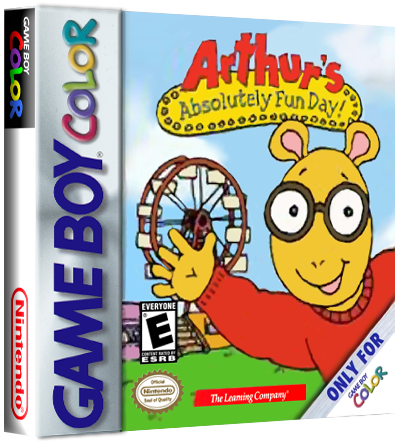 GAME BOY
COLOR
Nintendo
GAME BOY COLOR
Arthur's
Absolutely Fun Day!
EVERYONE
E
CONTENT RATED BY
ESRB
Official
Nintendo
Seal of Quality
The Learning Company®
ONLY FOR
GAME BOY
COLOR